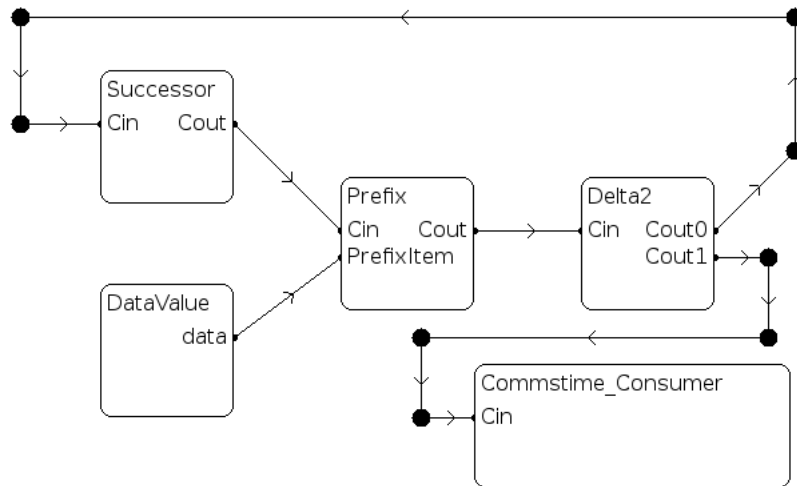 Successor
Cin Cout
Prefix
Cin Cout
PrefixItem
Delta2
Cin Cout0
Cout1
DataValue
data
Commstime_Consumer
Cin